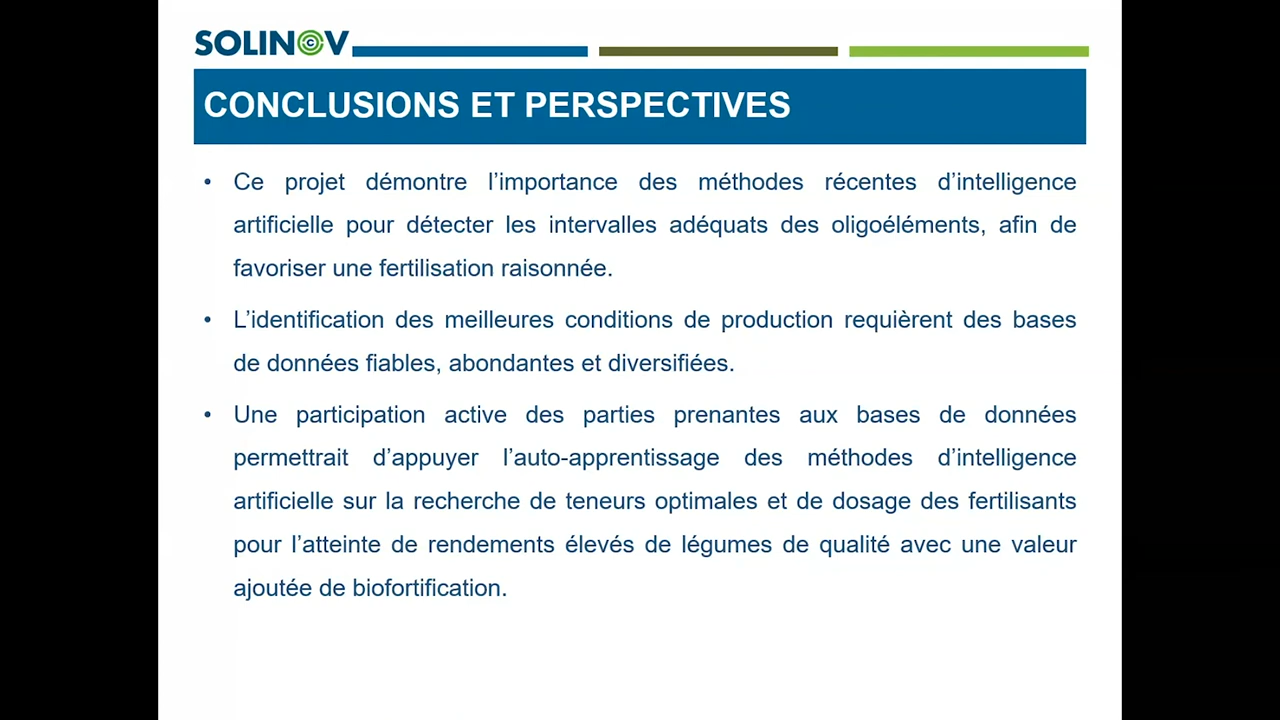 SOLINOV
CONCLUSIONS ET PERSPECTIVES
• Ce projet démontre l’importance des méthodes récentes d’intelligence
artificielle pour détecter les intervalles adéquats des oligoéléments, afin de
favoriser une fertilisation raisonnée.
• L’identification des meilleures conditions de production requièrent des bases
de données fiables, abondantes et diversifiées.
• Une participation active des parties prenantes aux bases de données
permettrait d’appuyer l’auto-apprentissage des méthodes d’intelligence
artificielle sur la recherche de teneurs optimales et de dosage des fertilisants
pour l’atteinte de rendements élevés de légumes de qualité avec une valeur
ajoutée de biofortification.